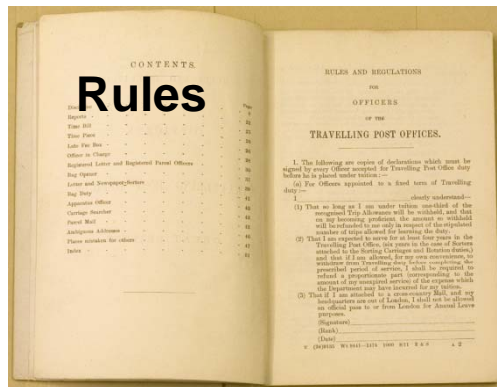 CONTENTS.
Rules
Page
Reports
Time Bill
Time Piece
Late Fee Box
Officer in Charge
Registered Letter and Registered Parcel Officers
Bag Opener
Letter and Newspaper Sorters
Bag Duty
Apparatus Officer
Carriage Searcher
Parcel Mail
Ambiguous Addresses
Places mistaken for others
Index
RULES AND REGULATIONS
FOR
OFFICERS
OF THE
TRAVELLING POST OFFICES.
1. The following are copies of declarations which must be
signed by every Officer accepted for Travelling Post Office duty
before he is placed under tuition:—
(a) For Officers appointed to a fixed term of Travelling
duty:—
I clearly understand—
(1) That so long as I am under tuition one-third of the
recognised Trip Allowances will be withheld, and that
on my becoming proficient the amount so withheld
will be refunded to me only in respect of the stipulated
number of trips allowed for learning the duty.
(2) That I am expected to serve for at least four years in the
Travelling Post Office, (six years in the case of Sorters
attached to the Sorting Carriages and Rotation duties,)
and that if I am allowed, for my own convenience, to
withdraw from Travelling duty before completing the
prescribed period of service, I shall be required to
refund a proportionate part (corresponding to the
amount of my unexpired service) of the expense which
the Department may have incurred for my tuition.
(3) That if I am attached to a cross-country Mail, and my
headquarters are out of London, I shall not be allowed
an official pass to or from London for Annual Leave
purposes.
(Signature)
(Rank)
(Date)
A 2